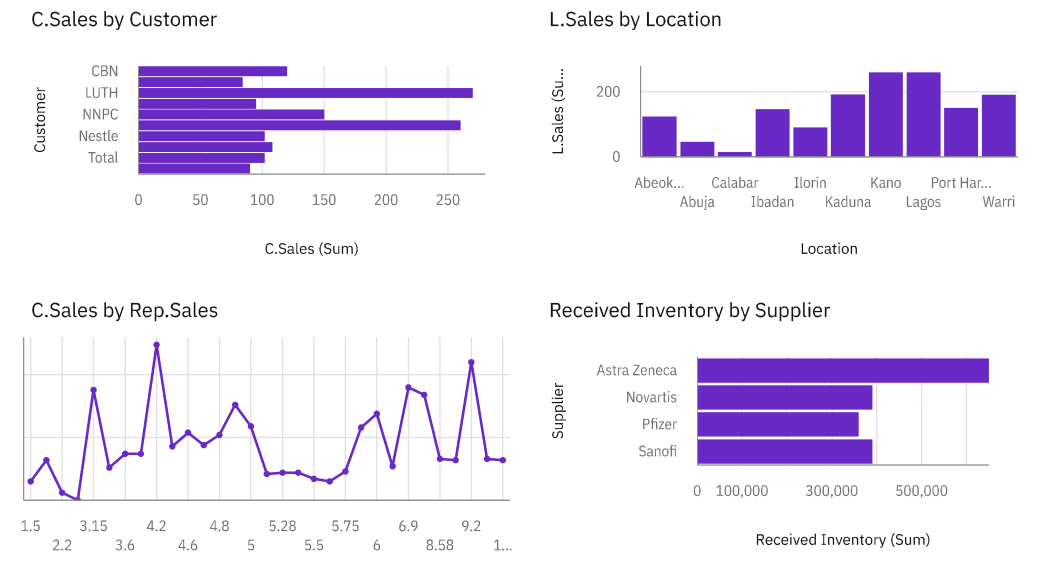 C.Sales by Customer
Customer
CBN
LUTH
NNPC
Nestle
Total
0 50 100 150 200 250
C.Sales (Sum)
L.Sales by Location
L.Sales (Su...
200
0
Abeok... Calabar Ilorin Kano Port Har...
Abuja Ibadan Kaduna Lagos Warri
Location
C.Sales by Rep.Sales
1.5 3.15 4.2 4.8 5.28 5.75 6.9 9.2
2.2 3.6 4.6 5 5.5 6 8.58 1...
Received Inventory by Supplier
Supplier
Astra Zeneca
Novartis
Pfizer
Sanofi
0 100,000 300,000 500,000
Received Inventory (Sum)